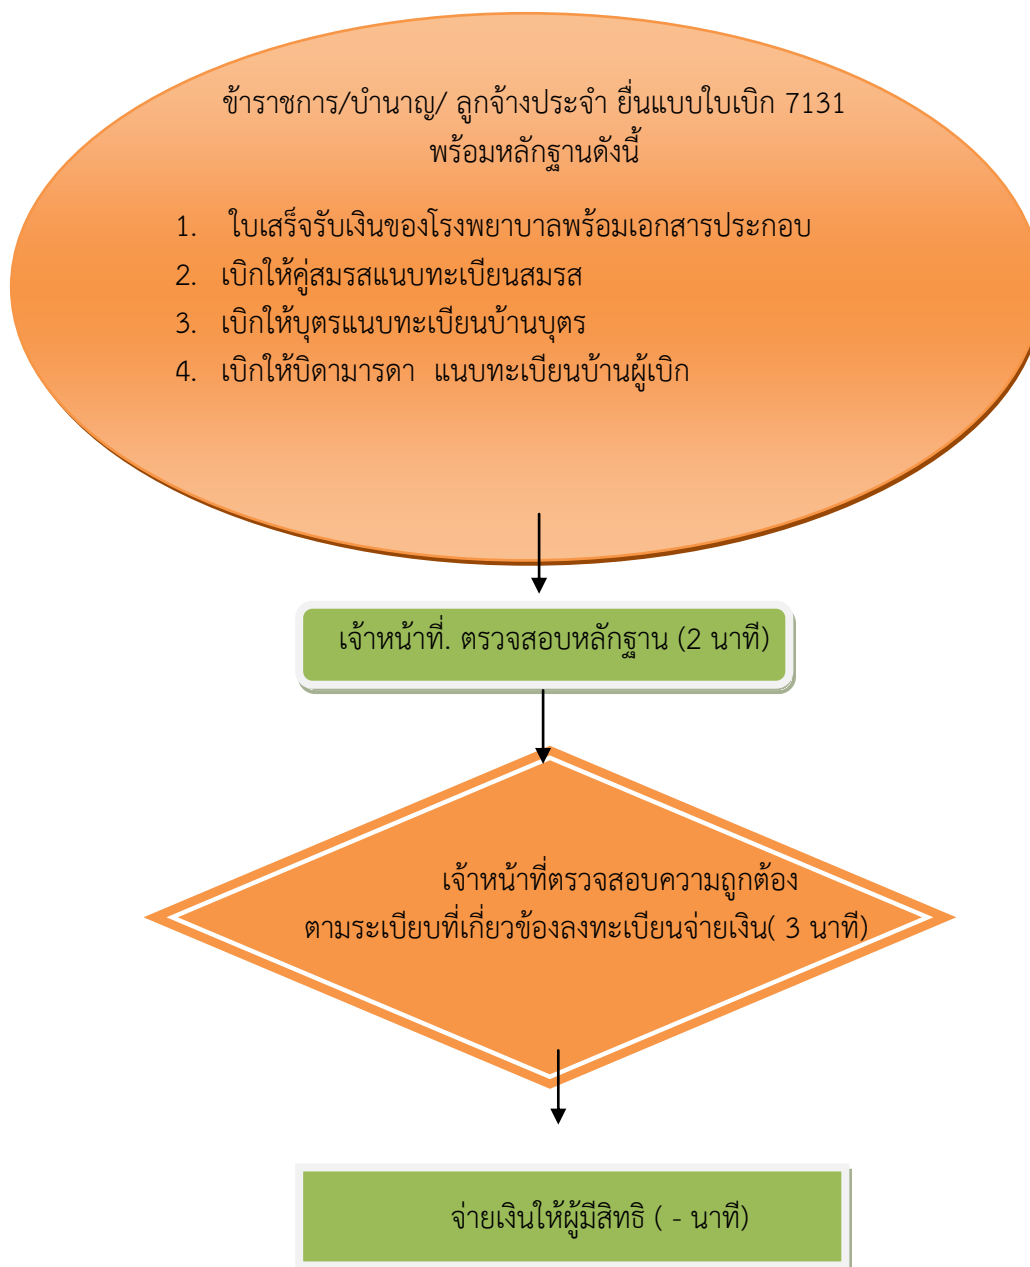 ข้าราชการ/บำนาญ/ ลูกจ้างประจำ ยื่นแบบใบเบิก 7131
พร้อมหลักฐานดังนี้
1. ใบเสร็จรับเงินของโรงพยาบาลพร้อมเอกสารประกอบ
2. เบิกให้คู่สมรสแนบทะเบียนสมรส
3. เบิกให้บุตรแนบทะเบียนบ้านบุตร
4. เบิกให้บิดามารดา แนบทะเบียนบ้านผู้เบิก
เจ้าหน้าที่. ตรวจสอบหลักฐาน (2 นาที)
เจ้าหน้าที่ตรวจสอบความถูกต้อง
ตามระเบียบที่เกี่ยวข้องลงทะเบียนจ่ายเงิน( 3 นาที)
จ่ายเงินให้ผู้มีสิทธิ ( - นาที)